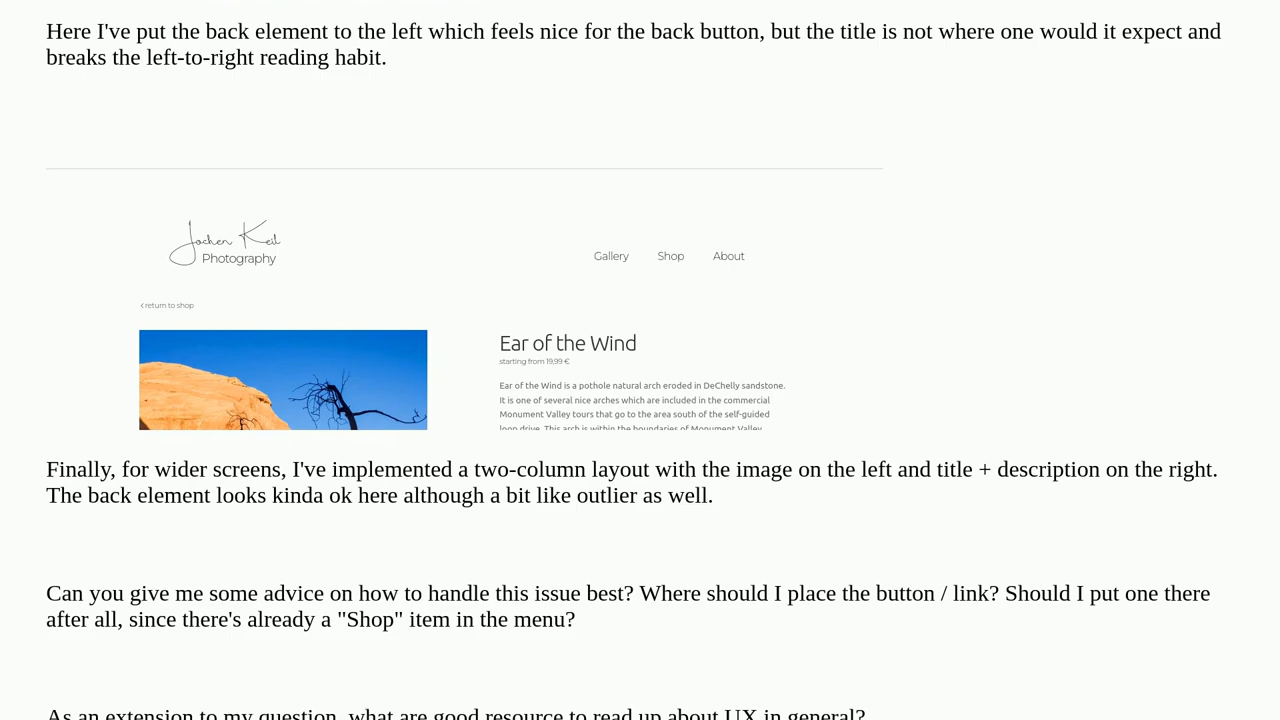 Here I've put the back element to the left which feels nice for the back button, but the title is not where one would it expect and
breaks the left-to-right reading habit.
Jochen Keil
Photography
Gallery Shop About
‹ return to shop
Ear of the Wind
starting from 19,99 €
Ear of the Wind is a pothole natural arch eroded in DeChelly sandstone.
It is one of several nice arches which are included in the commercial
Monument Valley tours that go to the area south of the self-guided
loop drive. This arch is within the boundaries of Monument Valley
Finally, for wider screens, I've implemented a two-column layout with the image on the left and title + description on the right.
The back element looks kinda ok here although a bit like outlier as well.
Can you give me some advice on how to handle this issue best? Where should I place the button / link? Should I put one there
after all, since there's already a "Shop" item in the menu?
As an extension to my question, what are good resource to read up about UX in general?